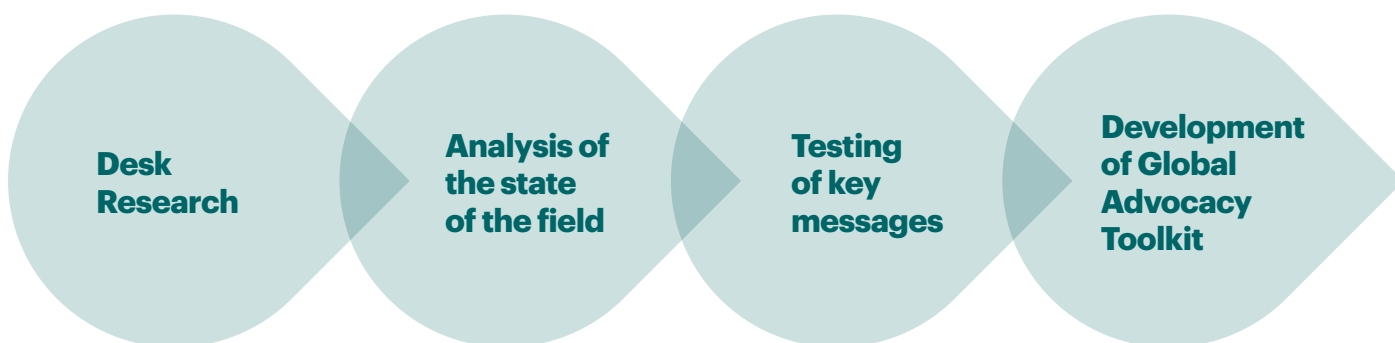 Desk
Research
Analysis of
the state
of the field
Testing
of key
messages
Development
of Global
Advocacy
Toolkit